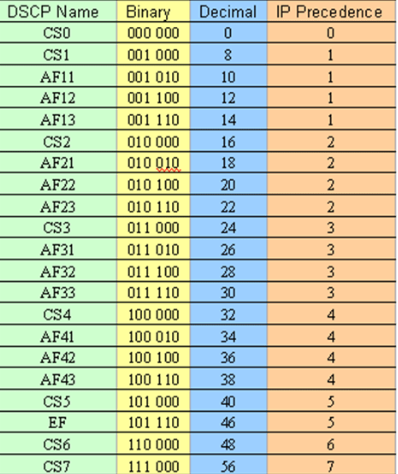 DSCP Name Binary Decimal IP Precedence
CS0 000 000 0 0
CS1 001 000 8 1
AF11 001 010 10 1
AF12 001 100 12 1
AF13 001 110 14 1
CS2 010 000 16 2
AF21 010 010 18 2
AF22 010 100 20 2
AF23 010 110 22 2
CS3 011 000 24 3
AF31 011 010 26 3
AF32 011 100 28 3
AF33 011 110 30 3
CS4 100 000 32 4
AF41 100 010 34 4
AF42 100 100 36 4
AF43 100 110 38 4
CS5 101 000 40 5
EF 101 110 46 5
CS6 110 000 48 6
CS7 111 000 56 7